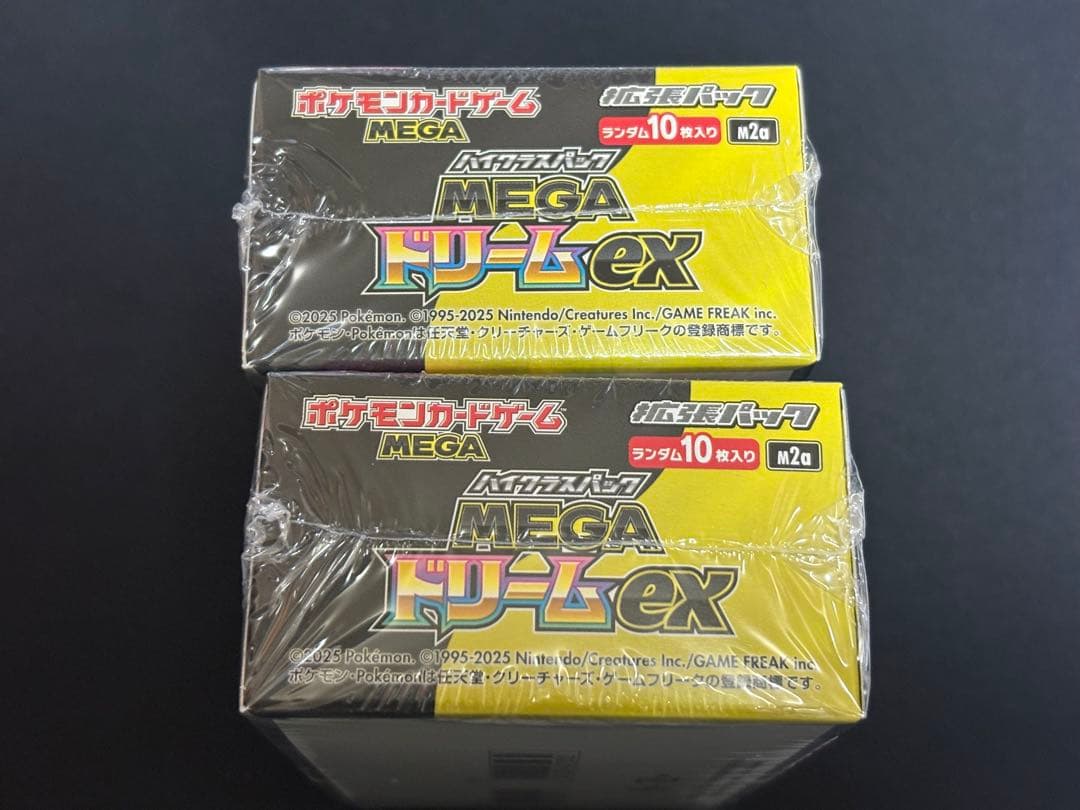 ポケモンカードゲーム
MEGA
拡張パック
ランダム10枚入り M2a
ハイクラスパック
MEGA
ドリームex
©2025 Pokémon. ©1995-2025 Nintendo/Creatures Inc./GAME FREAK inc.
ポケモン・Pokémonは任天堂・クリーチャーズ・ゲームフリークの登録商標です。
ポケモンカードゲーム™
MEGA
拡張パック
ランダム10枚入り M2a
ハイクラスパック
MEGA
ドリームex
©2025 Pokémon. ©1995-2025 Nintendo/Creatures Inc./GAME FREAK inc.
ポケモン・Pokémonは任天堂・クリーチャーズ・ゲームフリークの登録商標です。